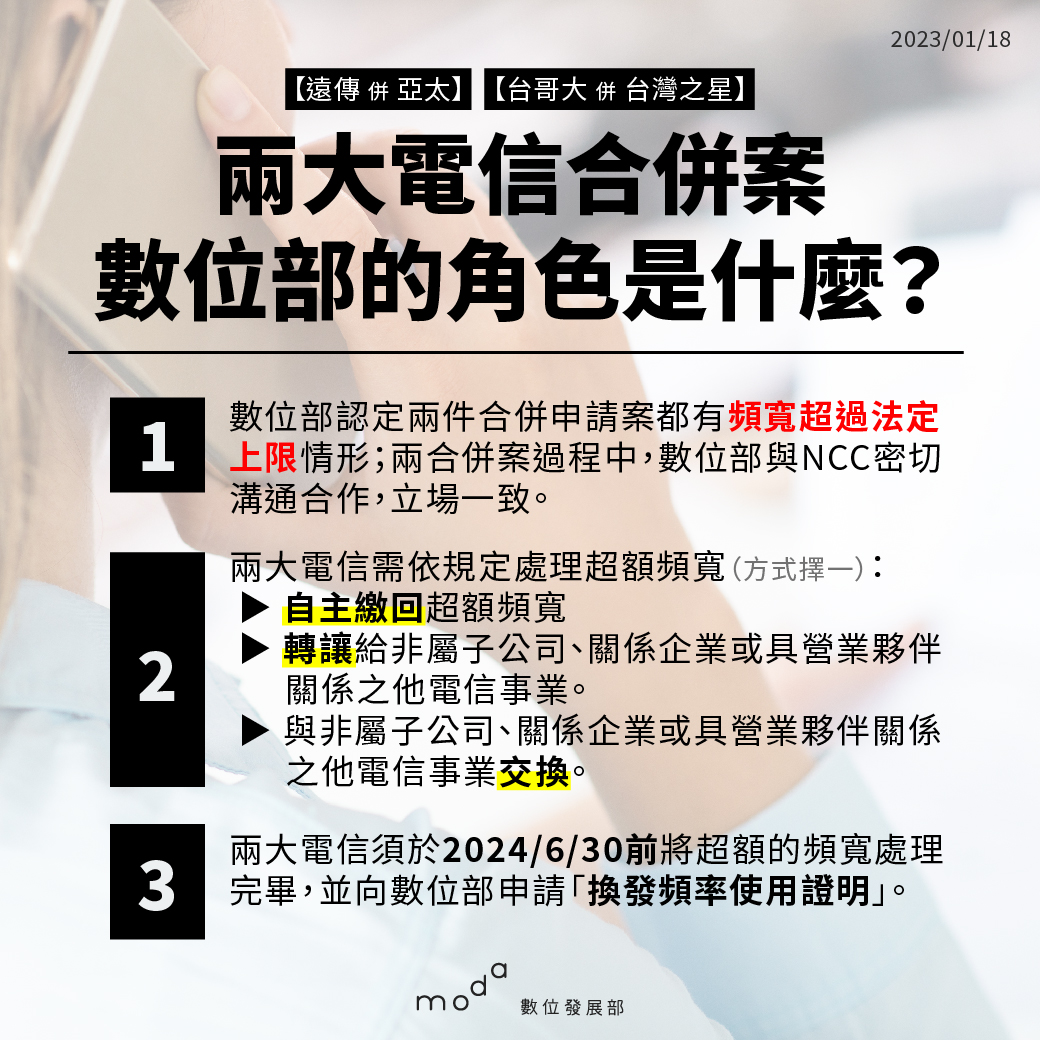 2023/01/18
【遠傳 併 亞太】【台哥大 併 台灣之星】
兩大電信合併案
數位部的角色是什麼？
1
數位部認定兩件合併申請案都有頻寬超過法定
上限情形；兩合併案過程中，數位部與NCC密切
溝通合作，立場一致。
2
兩大電信需依規定處理超額頻寬（方式擇一）：
▶ 自主繳回超額頻寬
▶ 轉讓給非屬子公司、關係企業或具營業夥伴
關係之他電信事業。
▶ 與非屬子公司、關係企業或具營業夥伴關係
之他電信事業交換。
3
兩大電信須於2024/6/30前將超額的頻寬處理
完畢，並向數位部申請「換發頻率使用證明」。
moda 數位發展部